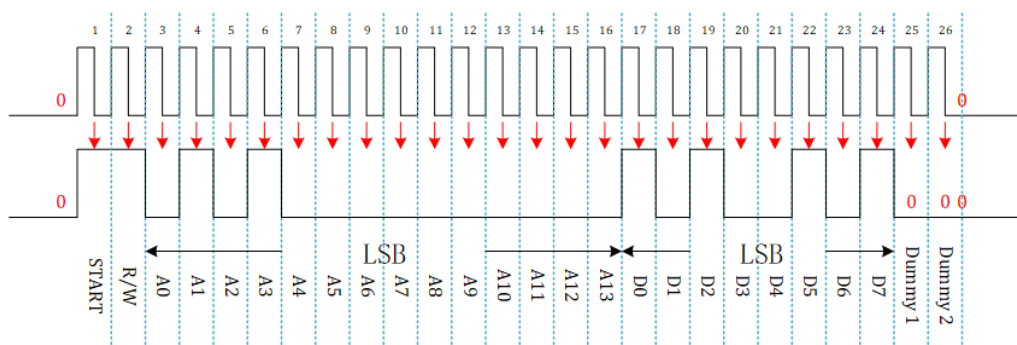 1 2 3 4 5 6 7 8 9 10 11 12 13 14 15 16 17 18 19 20 21 22 23 24 25 26
0 0
0 0 0 0
LSB LSB
START R/W A0 A1 A2 A3 A4 A5 A6 A7 A8 A9 A10 A11 A12 A13 D0 D1 D2 D3 D4 D5 D6 D7 Dummy 1 Dummy 2